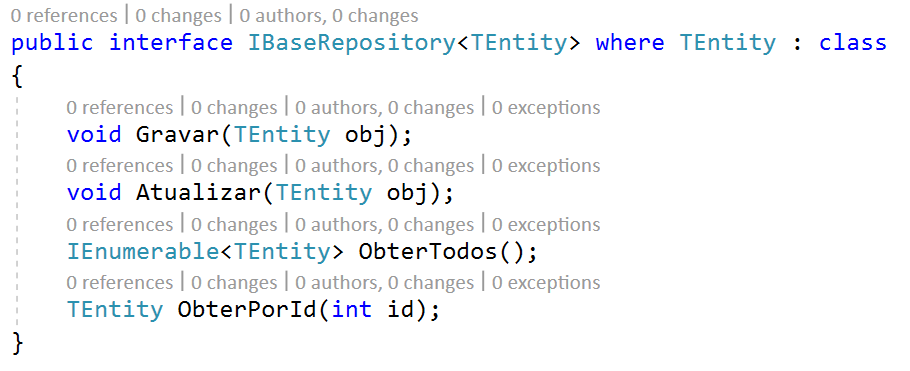 0 references | 0 changes | 0 authors, 0 changes
public interface IBaseRepository<TEntity> where TEntity : class
{
0 references | 0 changes | 0 authors, 0 changes | 0 exceptions
void Gravar(TEntity obj);
0 references | 0 changes | 0 authors, 0 changes | 0 exceptions
void Atualizar(TEntity obj);
0 references | 0 changes | 0 authors, 0 changes | 0 exceptions
IEnumerable<TEntity> ObterTodos();
0 references | 0 changes | 0 authors, 0 changes | 0 exceptions
TEntity ObterPorId(int id);
}